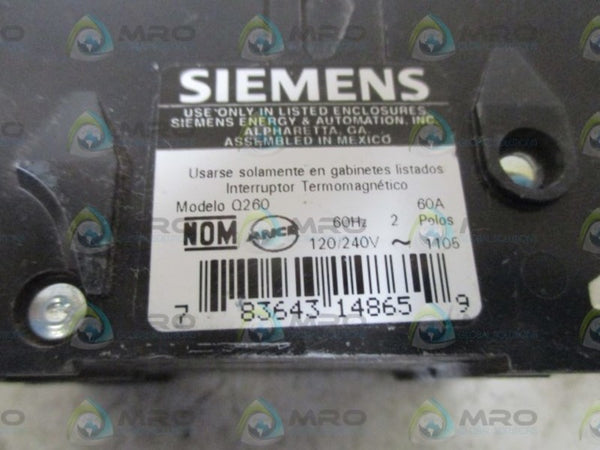 SIEMENS
USE ONLY IN LISTED ENCLOSURES
SIEMENS ENERGY & AUTOMATION, INC.
ALPHARETTA, GA.
ASSEMBLED IN MEXICO
Usarse solamente en gabinetes listados
Interruptor Termomagnético
Modelo Q260 60A
NOM ANCE 60Hz 2 Polos
120/240V ~ 1105
7 83643 14865 9
MRO